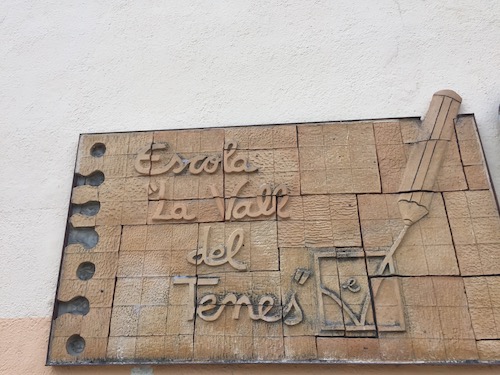 Escola
"La Vall
del
Tenes"